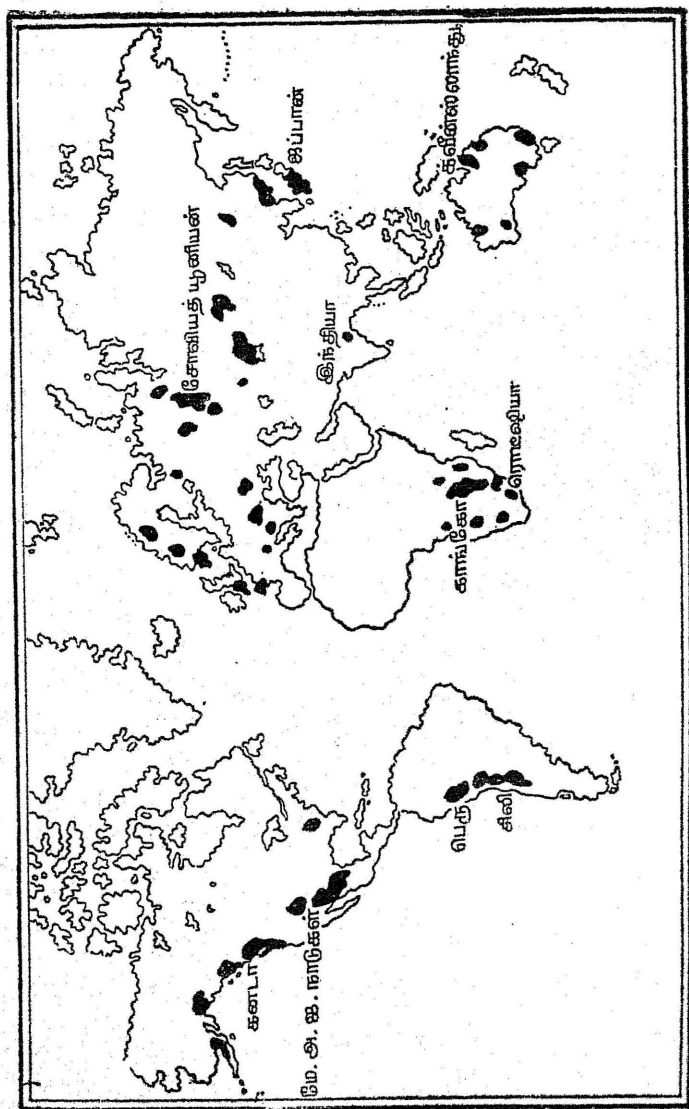 சோவியத் யூனியன்
ஜப்பான்
கனடா
மே. அ. ஐ. நாடுகள்
இந்தியா
பெரு
சிலி
காங்கோ
ரொடீஷியா
க்வீன்ஸ்லாந்து